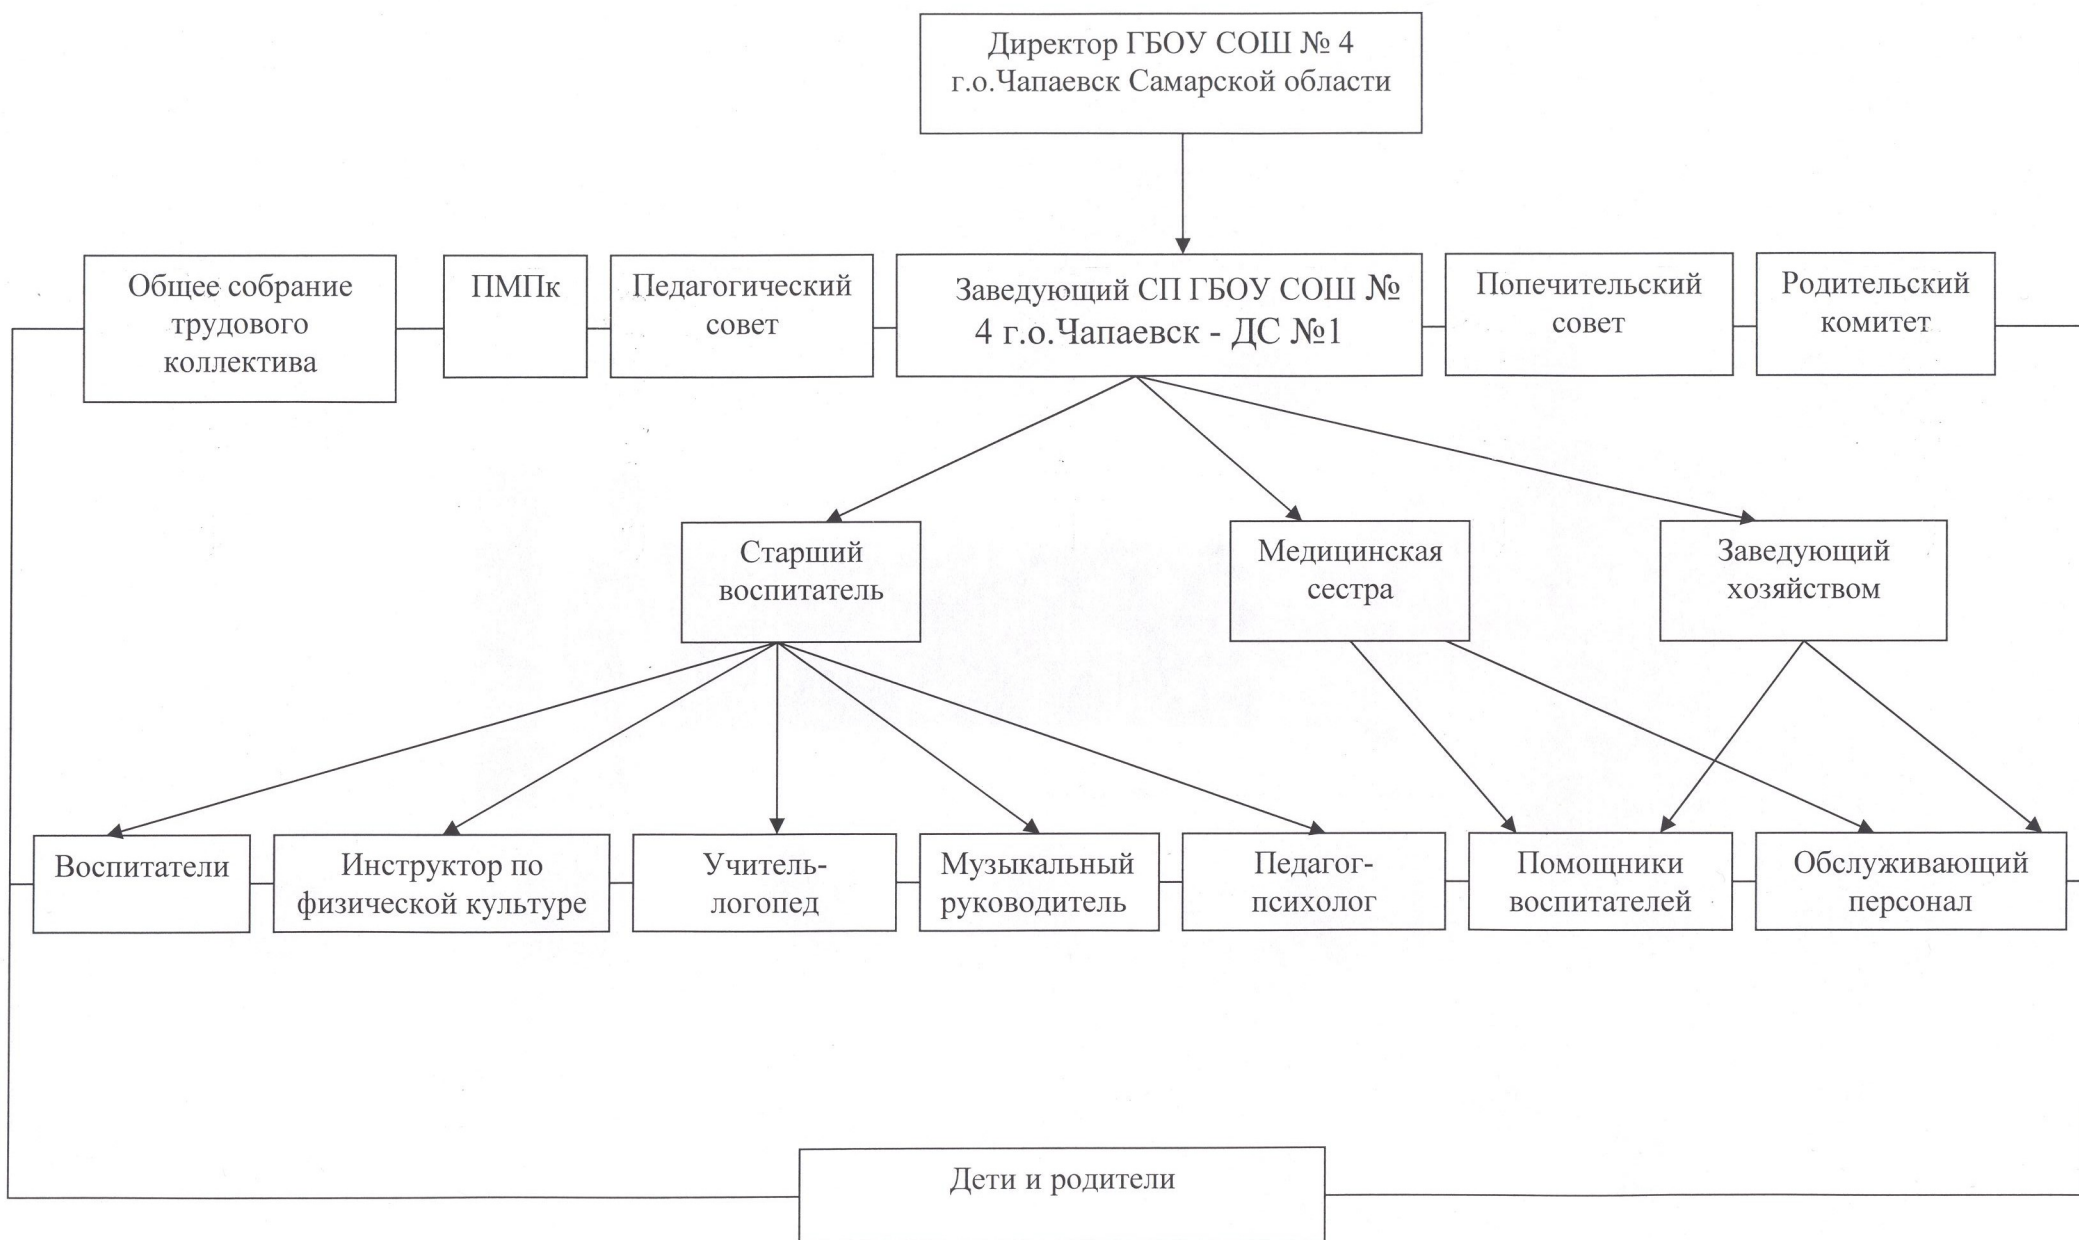 Директор ГБОУ СОШ № 4
г.о.Чапаевск Самарской области
Общее собрание
трудового
коллектива
ПМПк
Педагогический
совет
Заведующий СП ГБОУ СОШ №
4 г.о.Чапаевск - ДС №1
Попечительский
совет
Родительский
комитет
Старший
воспитатель
Медицинская
сестра
Заведующий
хозяйством
Воспитатели
Инструктор по
физической культуре
Учитель-
логопед
Музыкальный
руководитель
Педагог-
психолог
Помощники
воспитателей
Обслуживающий
персонал
Дети и родители